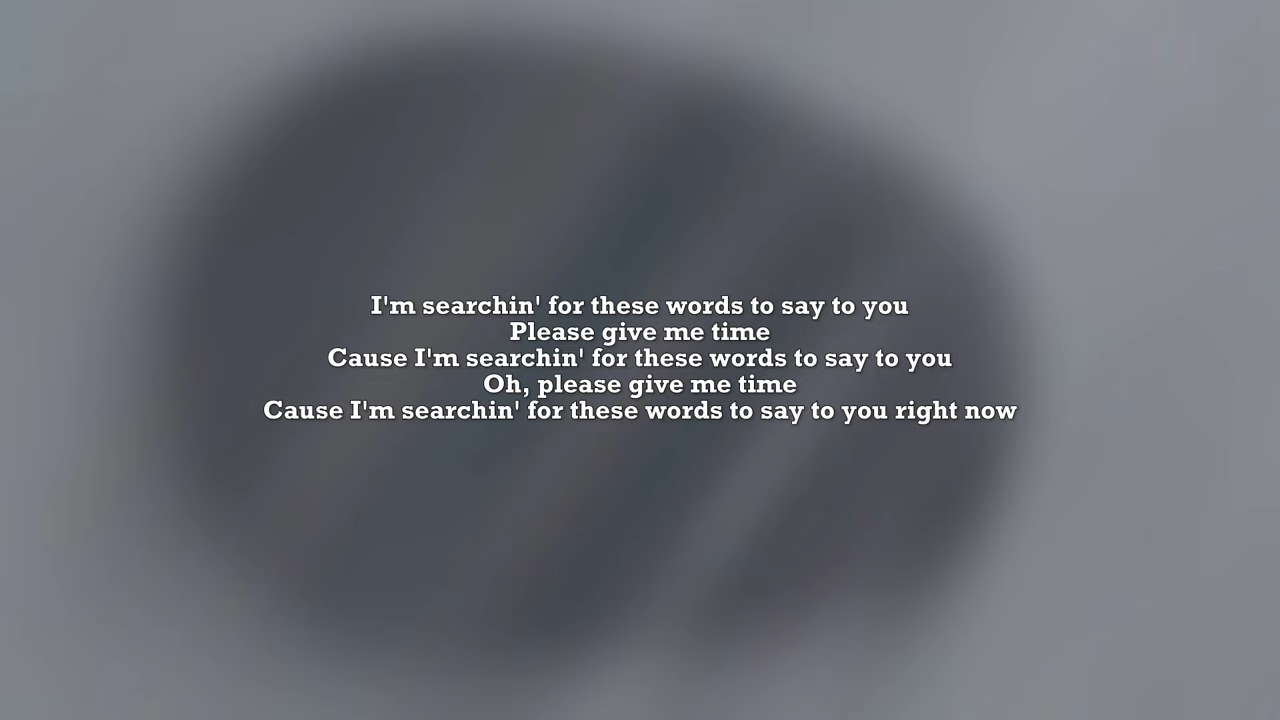 I'm searchin' for these words to say to you
Please give me time
Cause I'm searchin' for these words to say to you
Oh, please give me time
Cause I'm searchin' for these words to say to you right now